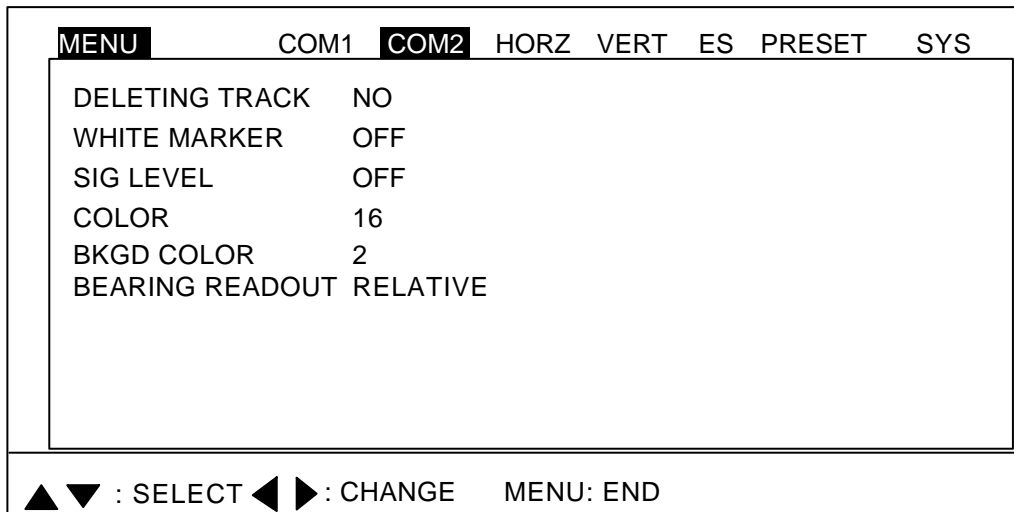 MENU COM1 COM2 HORZ VERT ES PRESET SYS
DELETING TRACK NO
WHITE MARKER OFF
SIG LEVEL OFF
COLOR 16
BKGD COLOR 2
BEARING READOUT RELATIVE
▲ ▼ : SELECT ◀ ▶ : CHANGE MENU: END